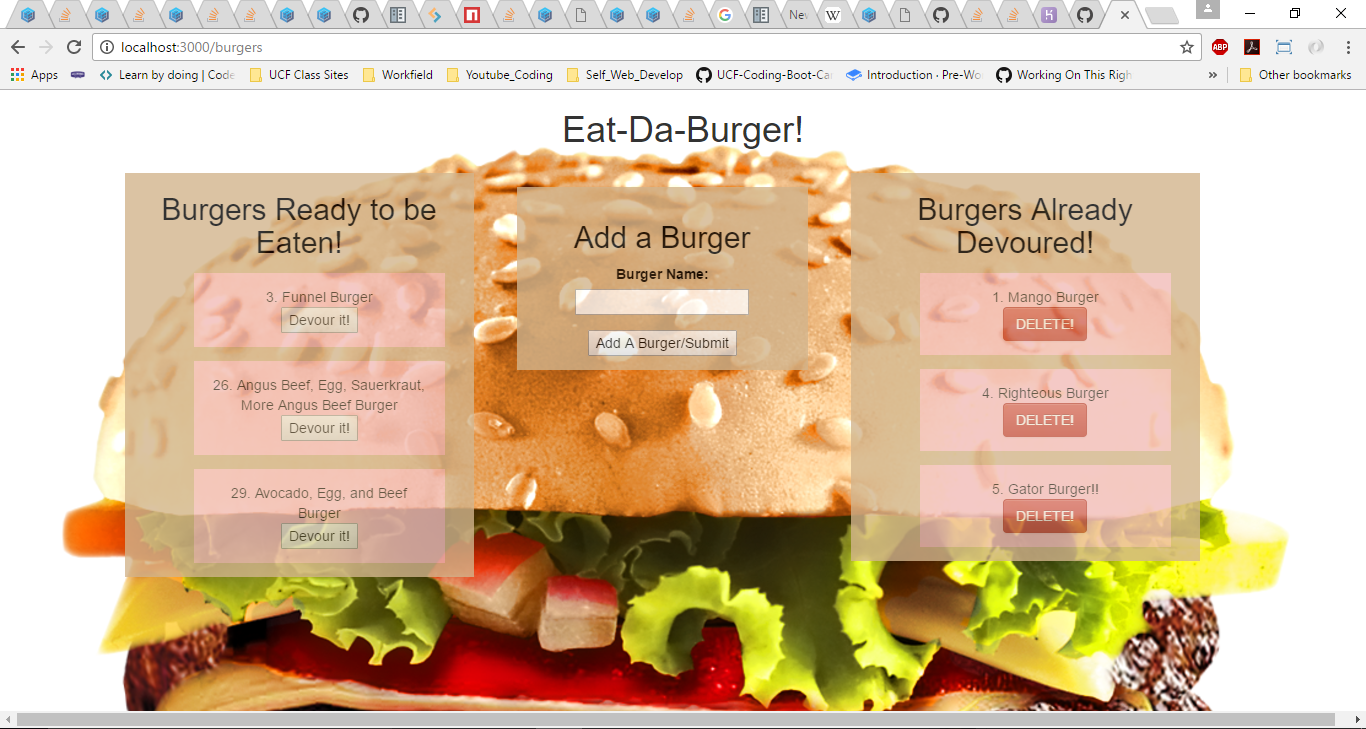 Nev
W
localhost:3000/burgers
ABP
Apps
Learn by doing | Code
UCF Class Sites
Workfield
Youtube_Coding
Self_Web_Develop
UCF-Coding-Boot-Ca
Introduction · Pre-Wo
Working On This Righ
»
Other bookmarks
Eat-Da-Burger!
Burgers Ready to be
Eaten!
3. Funnel Burger
Devour it!
26. Angus Beef, Egg, Sauerkraut,
More Angus Beef Burger
Devour it!
29. Avocado, Egg, and Beef
Burger
Devour it!
Add a Burger
Burger Name:
Add A Burger/Submit
Burgers Already
Devoured!
1. Mango Burger
DELETE!
4. Righteous Burger
DELETE!
5. Gator Burger!!
DELETE!